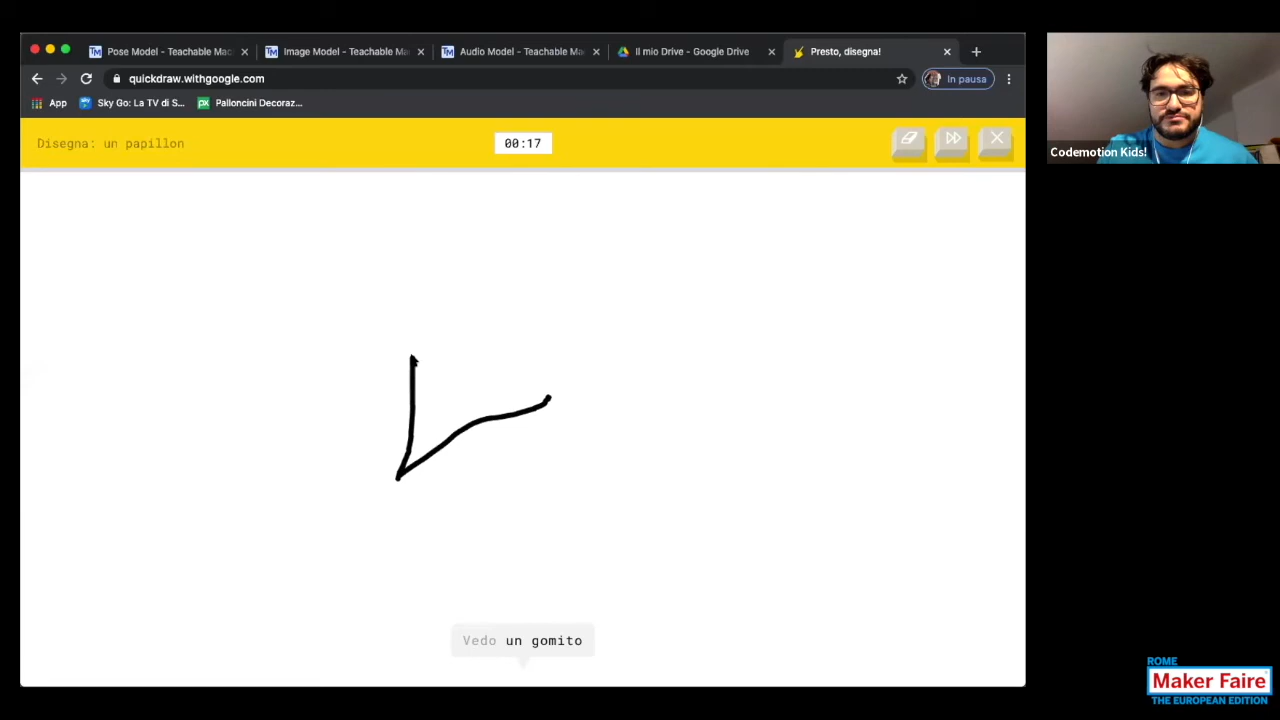 Pose Model - Teachable Mac
Image Model - Teachable Ma
Audio Model - Teachable Ma
Il mio Drive - Google Drive
Presto, disegna!
quickdraw.withgoogle.com
In pausa
App
Sky Go: La TV di S...
Palloncini Decoraz...
Disegna: un papillon
00:17
Codemotion Kids!
Vedo un gomito
ROME
Maker Faire
THE EUROPEAN EDITION